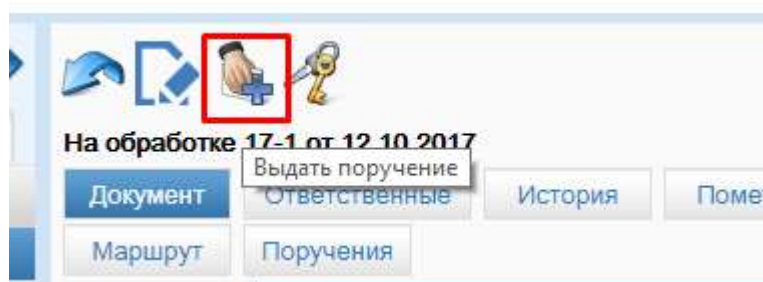 На обработке 17-1 от 12.10.2017
Выдать поручение
Документ Ответственные История
Маршрут Поручения